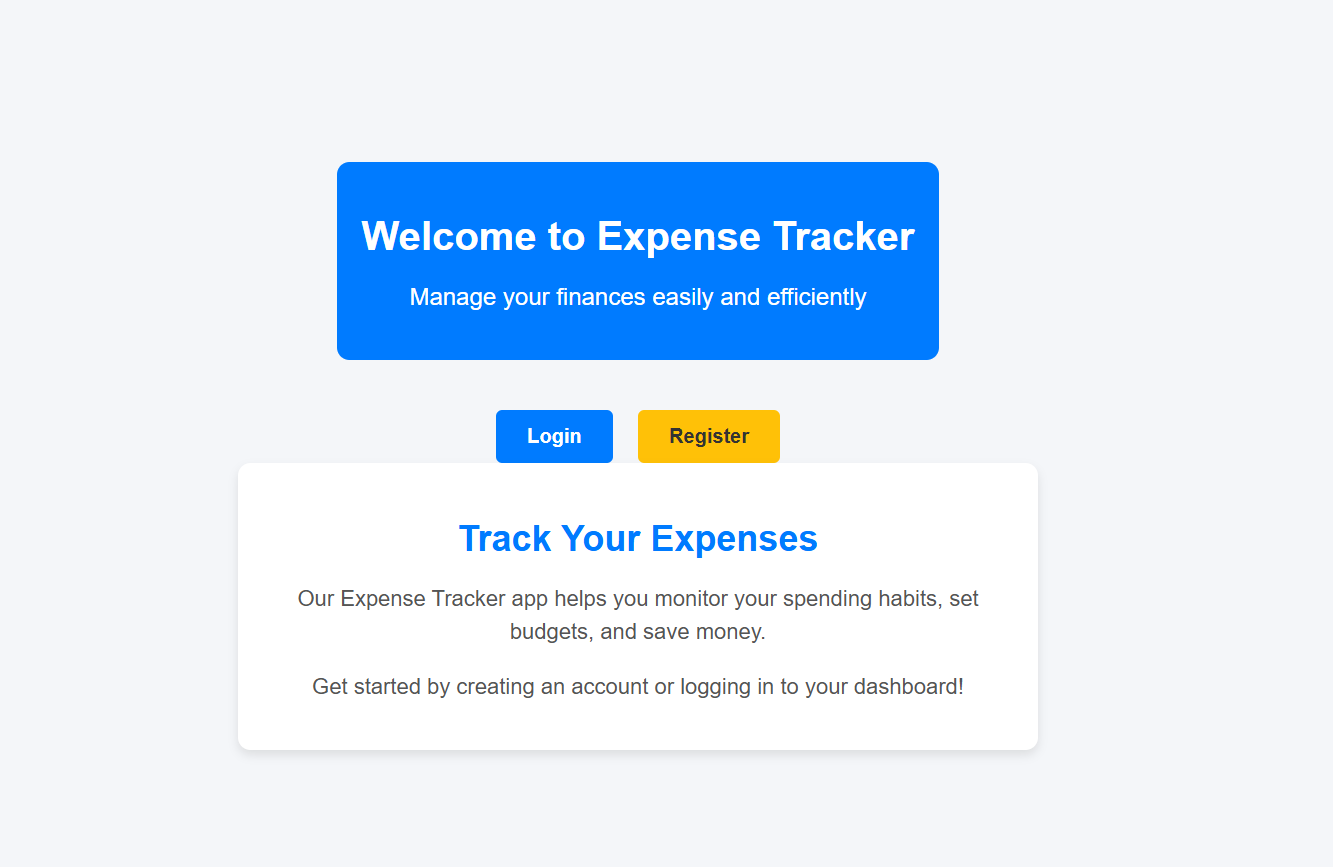 Welcome to Expense Tracker
Manage your finances easily and efficiently
Login
Register
Track Your Expenses
Our Expense Tracker app helps you monitor your spending habits, set
budgets, and save money.
Get started by creating an account or logging in to your dashboard!